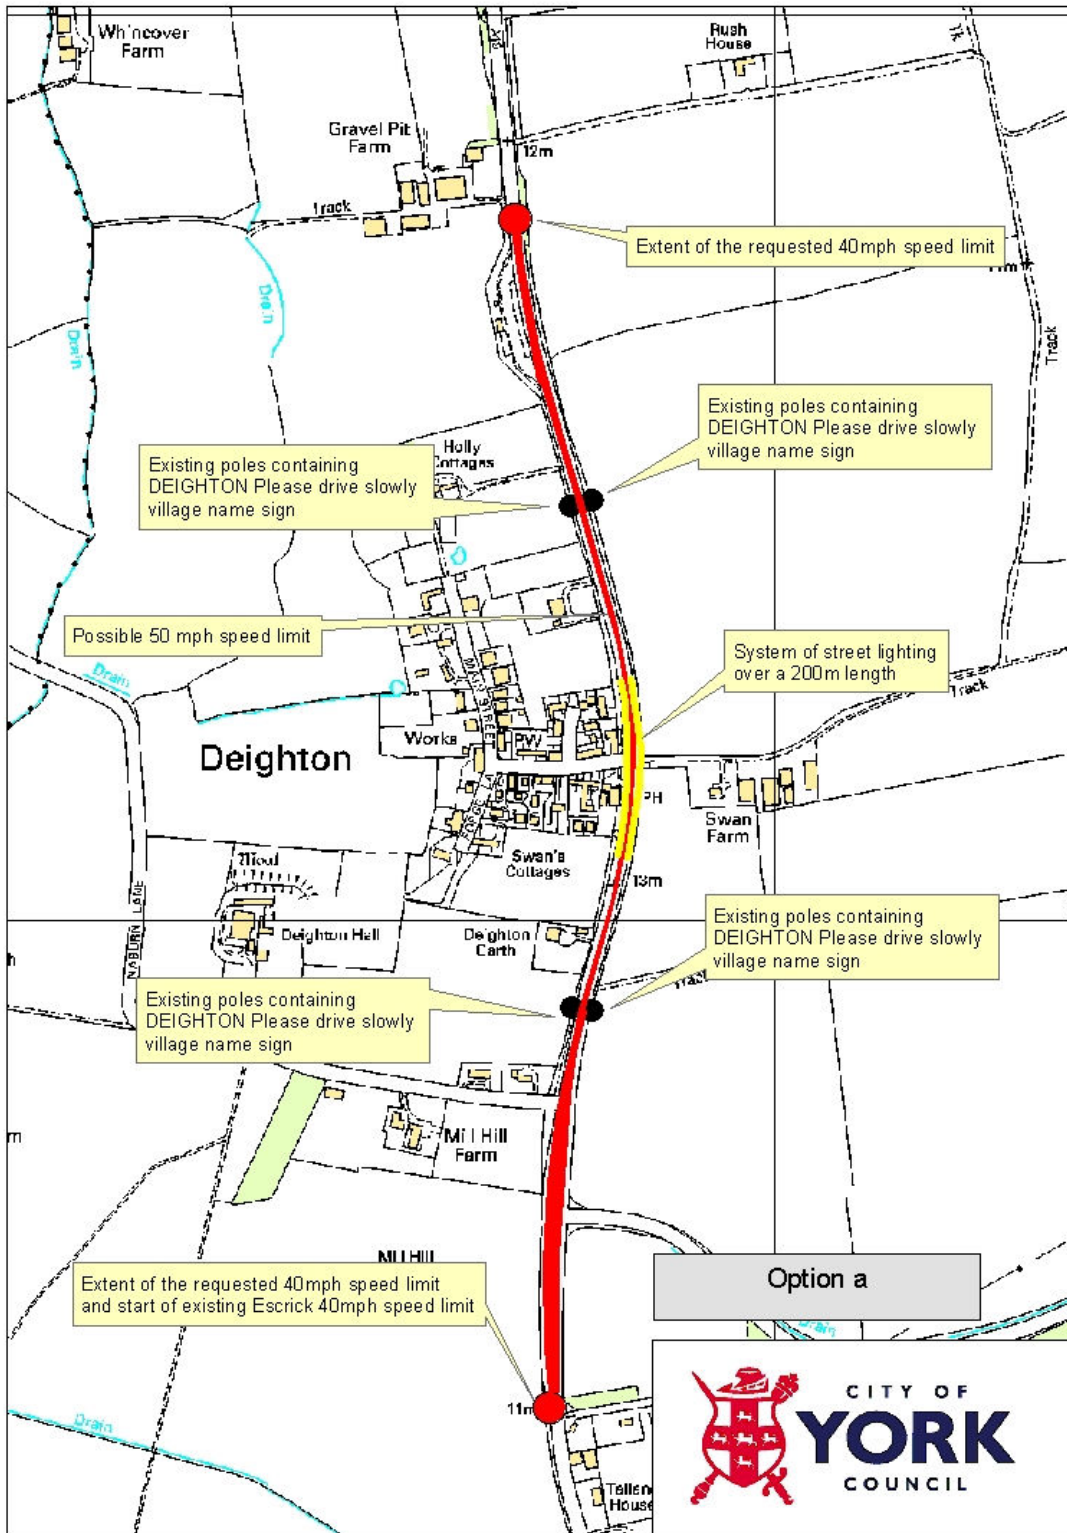 Whincover
Farm
Rush
House
Gravel Pit
Farm
12m
Track
Extent of the requested 40mph speed limit
Drain
Drain
Track
Existing poles containing
DEIGHTON Please drive slowly
village name sign
Holly
Cottages
Existing poles containing
DEIGHTON Please drive slowly
village name sign
Possible 50 mph speed limit
System of street lighting
over a 200m length
Drain
Track
MAIN STREET
Works
PW
Deighton
PH
Swan
Farm
Swan's
Cottages
13m
Moat
NABURN LANE
Deighton Hall
Deighton
Garth
Existing poles containing
DEIGHTON Please drive slowly
village name sign
Track
Existing poles containing
DEIGHTON Please drive slowly
village name sign
Mill Hill
Farm
Mill Hill
Extent of the requested 40mph speed limit
and start of existing Escrick 40mph speed limit
Option a
Drain
11m
Drain
House
CITY OF
YORK
COUNCIL